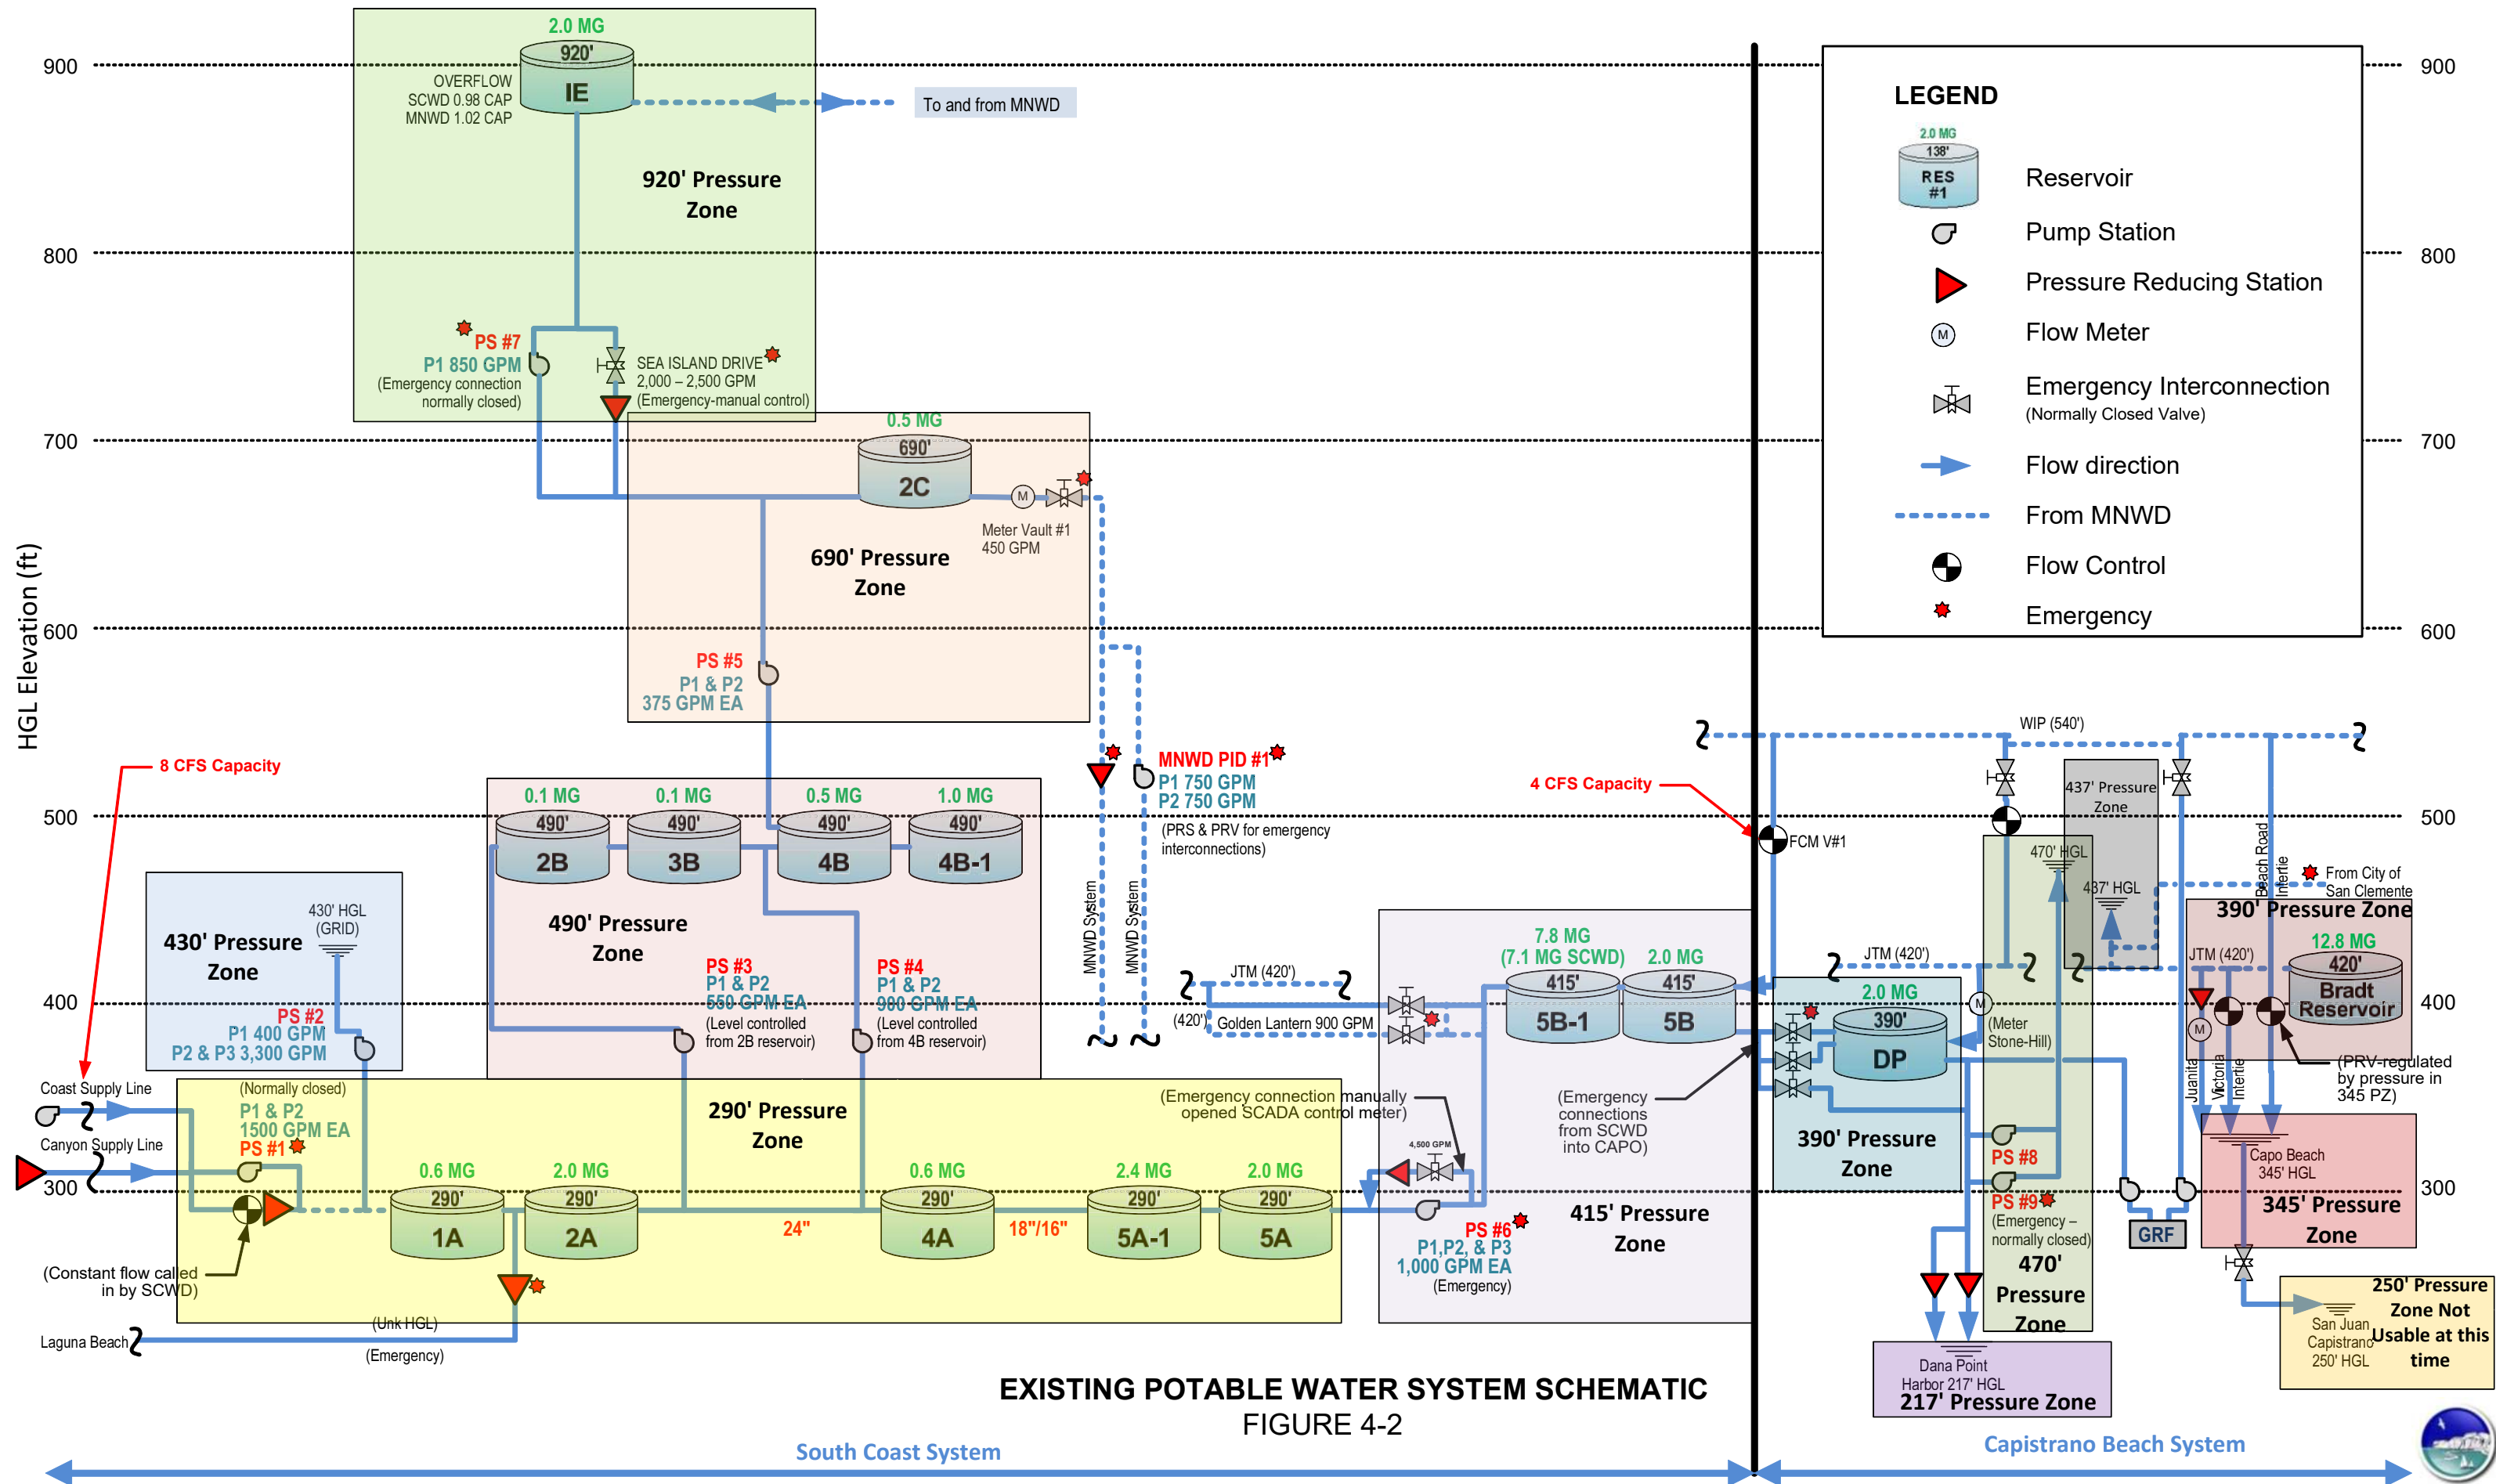 2.0 MG
920'
IE
OVERFLOW
SCWD 0.98 CAP
MNWD 1.02 CAP
To and from MNWD
920' Pressure
Zone
PS #7
P1 850 GPM
(Emergency connection
normally closed)
SEA ISLAND DRIVE
2,000 – 2,500 GPM
(Emergency-manual control)
900
800
700
600
500
400
300
HGL Elevation (ft)
0.5 MG
690'
2C
M
Meter Vault #1
450 GPM
690' Pressure
Zone
PS #5
P1 & P2
375 GPM EA
LEGEND
2.0 MG
138'
RES
#1
Reservoir
Pump Station
Pressure Reducing Station
M
Flow Meter
Emergency Interconnection
(Normally Closed Valve)
Flow direction
From MNWD
Flow Control
Emergency
900
800
700
600
500
400
300
8 CFS Capacity
0.1 MG
490'
2B
0.1 MG
490'
3B
0.5 MG
490'
4B
1.0 MG
490'
4B-1
490' Pressure
Zone
PS #3
P1 & P2
550 GPM EA
(Level controlled
from 2B reservoir)
PS #4
P1 & P2
900 GPM EA
(Level controlled
from 4B reservoir)
MNWD PID #1
P1 750 GPM
P2 750 GPM
(PRS & PRV for emergency
interconnections)
MNWD System
MNWD System
430' HGL
(GRID)
430' Pressure
Zone
PS #2
P1 400 GPM
P2 & P3 3,300 GPM
Coast Supply Line
Canyon Supply Line
(Normally closed)
P1 & P2
1500 GPM EA
PS #1
290' Pressure
Zone
0.6 MG
290'
1A
2.0 MG
290'
2A
24"
0.6 MG
290'
4A
18"/16"
2.4 MG
290'
5A-1
2.0 MG
290'
5A
(Constant flow called
in by SCWD)
Laguna Beach
(Unk HGL)
(Emergency)
JTM (420')
(420')
Golden Lantern 900 GPM
7.8 MG
(7.1 MG SCWD)
415'
5B-1
2.0 MG
415'
5B
(Emergency connection manually
opened SCADA control meter)
4,500 GPM
(Emergency
connections
from SCWD
into CAPO)
PS #6
P1,P2, & P3
1,000 GPM EA
(Emergency)
415' Pressure
Zone
4 CFS Capacity
FCM V#1
WIP (540')
JTM (420')
2.0 MG
390'
DP
M
(Meter
Stone-Hill)
390' Pressure
Zone
437' Pressure
Zone
437' HGL
470' HGL
PS #8
PS #9
(Emergency –
normally closed)
470'
Pressure
Zone
Beach Road
Intertie
From City of
San Clemente
390' Pressure Zone
JTM (420')
12.8 MG
420'
Bradt
Reservoir
M
Juanita
Victoria
Intertie
(PRV-regulated
by pressure in
345 PZ)
Capo Beach
345' HGL
345' Pressure
Zone
GRF
San Juan
Capistrano
250' HGL
250' Pressure
Zone Not
Usable at this
time
Dana Point
Harbor 217' HGL
217' Pressure Zone
EXISTING POTABLE WATER SYSTEM SCHEMATIC
FIGURE 4-2
South Coast System
Capistrano Beach System